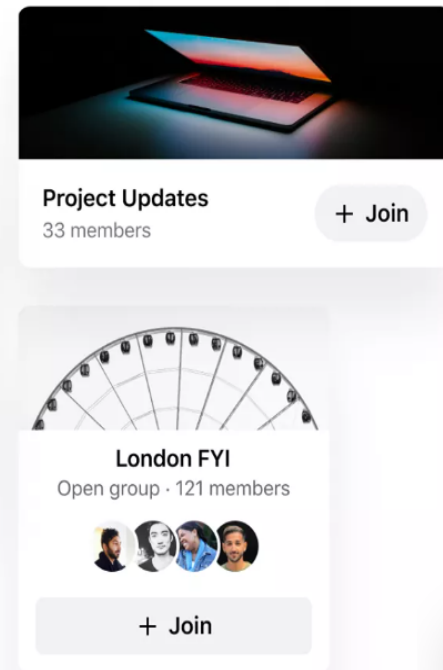 Project Updates
33 members
+ Join
London FYI
Open group · 121 members
+ Join